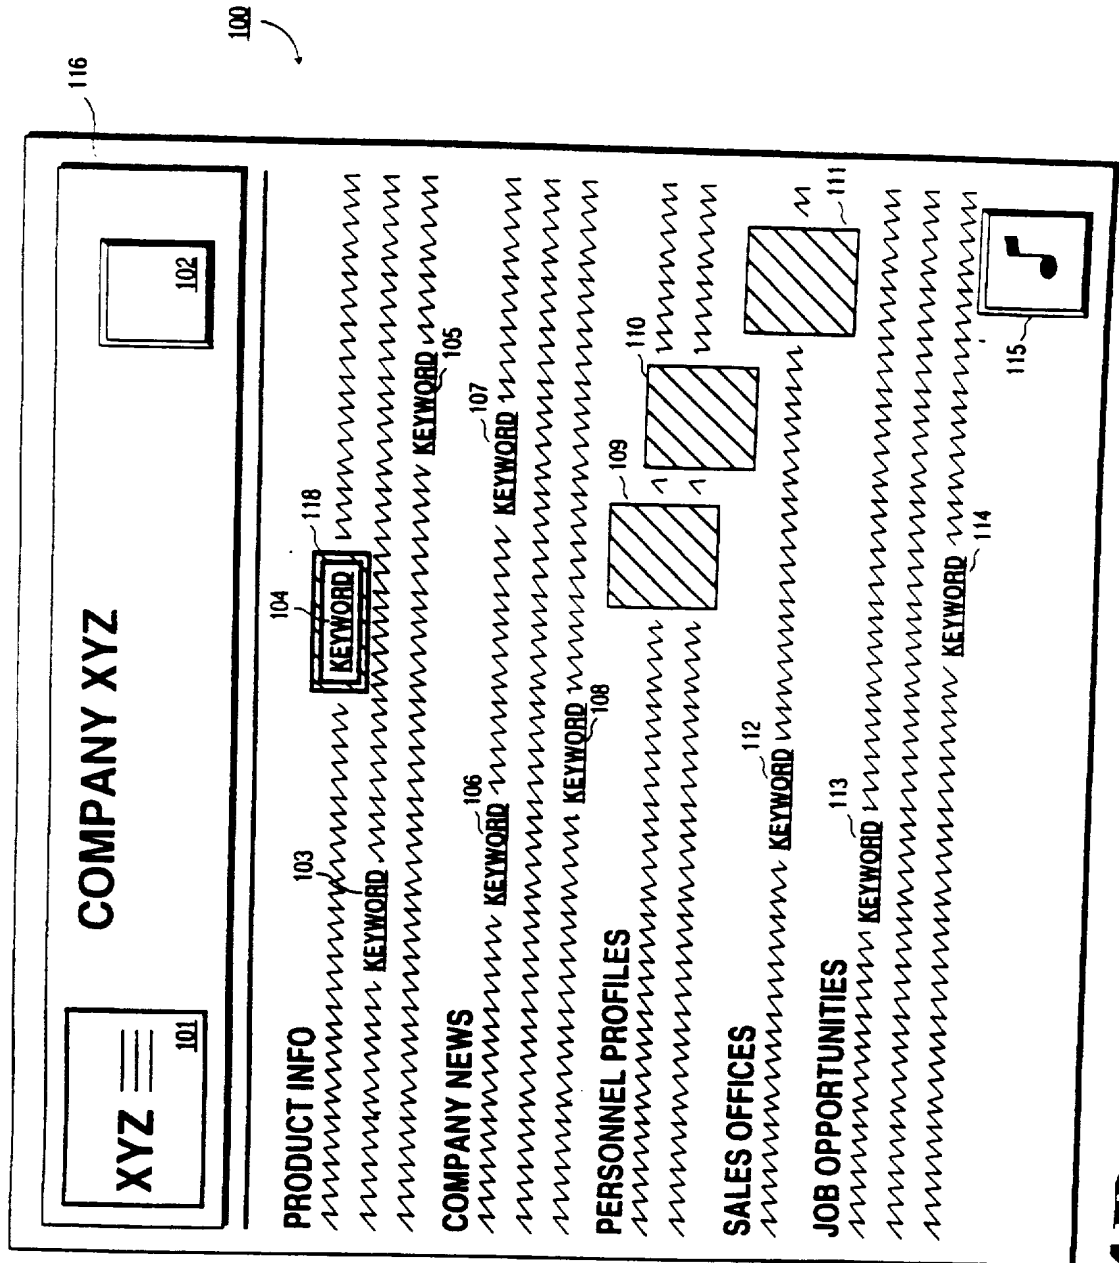 100
116
XYZ
101
COMPANY XYZ
102
PRODUCT INFO
104
118
KEYWORD
103
KEYWORD
KEYWORD
105
COMPANY NEWS
106
KEYWORD
107
KEYWORD
KEYWORD
108
PERSONNEL PROFILES
109
110
SALES OFFICES
112
KEYWORD
111
JOB OPPORTUNITIES
113
KEYWORD
KEYWORD
114
115